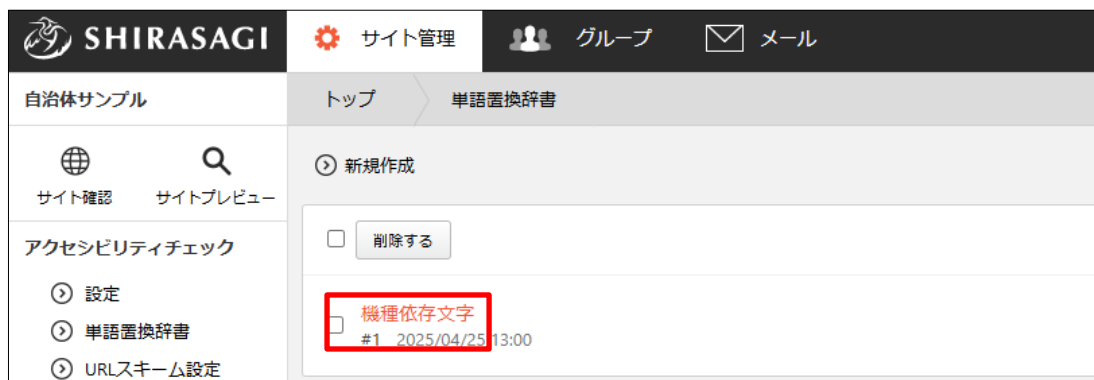 SHIRASAGI
サイト管理
グループ
メール
自治体サンプル
トップ
単語置換辞書
サイト確認
サイトプレビュー
新規作成
アクセシビリティチェック
削除する
設定
単語置換辞書
URLスキーム設定
機種依存文字
#1 2025/04/25 13:00